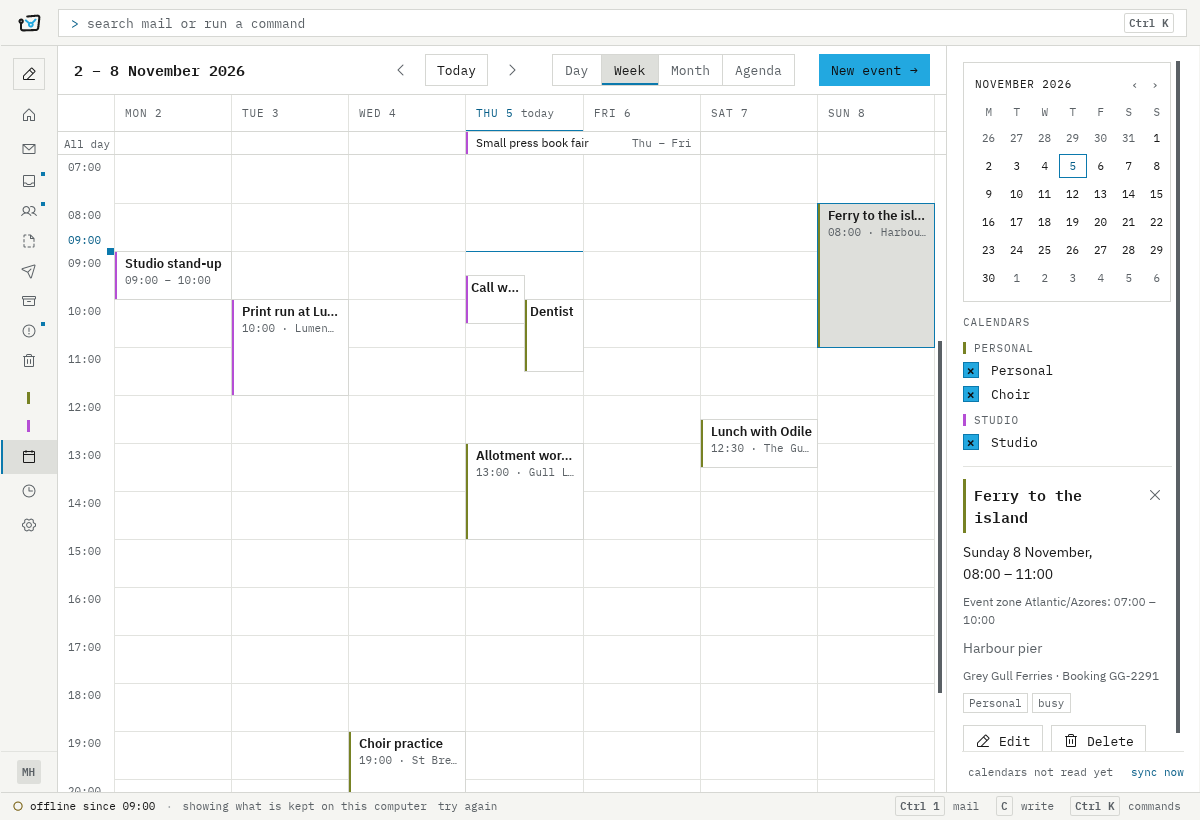 > search mail or run a command Ctrl K
2 – 8 November 2026 Today Day Week Month Agenda New event →
MON 2 TUE 3 WED 4 THU 5 today FRI 6 SAT 7 SUN 8
All day Small press book fair Thu – Fri
07:00
08:00
09:00
09:00
10:00
11:00
12:00
13:00
14:00
15:00
16:00
17:00
18:00
19:00
20:00
Studio stand-up
09:00 – 10:00
Print run at Lu…
10:00 · Lumen…
Choir practice
19:00 · St Bre…
Call w…
Dentist
Allotment wor…
13:00 · Gull L…
Lunch with Odile
12:30 · The Gu…
Ferry to the isl…
08:00 · Harbou…
NOVEMBER 2026 ‹ ›
M T W T F S S
26 27 28 29 30 31 1
2 3 4 5 6 7 8
9 10 11 12 13 14 15
16 17 18 19 20 21 22
23 24 25 26 27 28 29
30 1 2 3 4 5 6
CALENDARS
PERSONAL
Personal
Choir
STUDIO
Studio
Ferry to the
island
Sunday 8 November,
08:00 – 11:00
Event zone Atlantic/Azores: 07:00 –
10:00
Harbour pier
Grey Gull Ferries · Booking GG-2291
Personal busy
Edit Delete
calendars not read yet sync now
MH
offline since 09:00 · showing what is kept on this computer try again Ctrl 1 mail C write Ctrl K commands